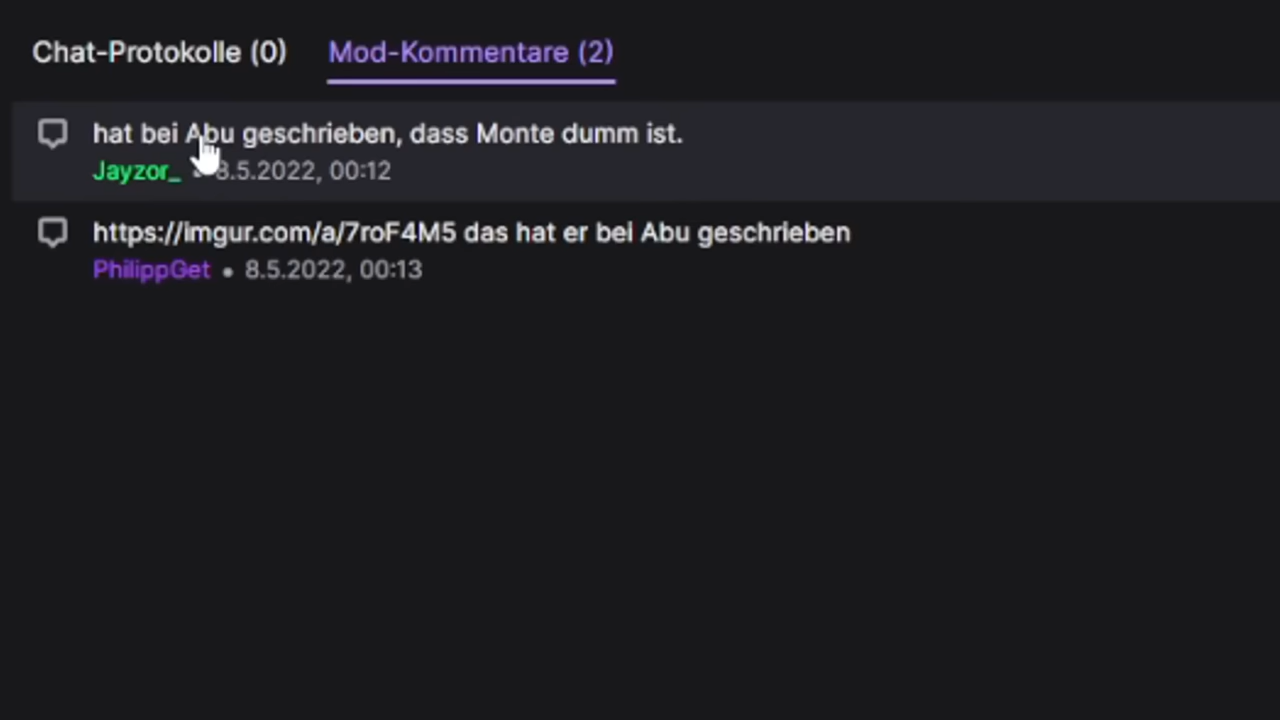 Chat-Protokolle (0) Mod-Kommentare (2)
hat bei Abu geschrieben, dass Monte dumm ist.
Jayzor_ • 8.5.2022, 00:12
https://imgur.com/a/7roF4M5 das hat er bei Abu geschrieben
PhilippGet • 8.5.2022, 00:13